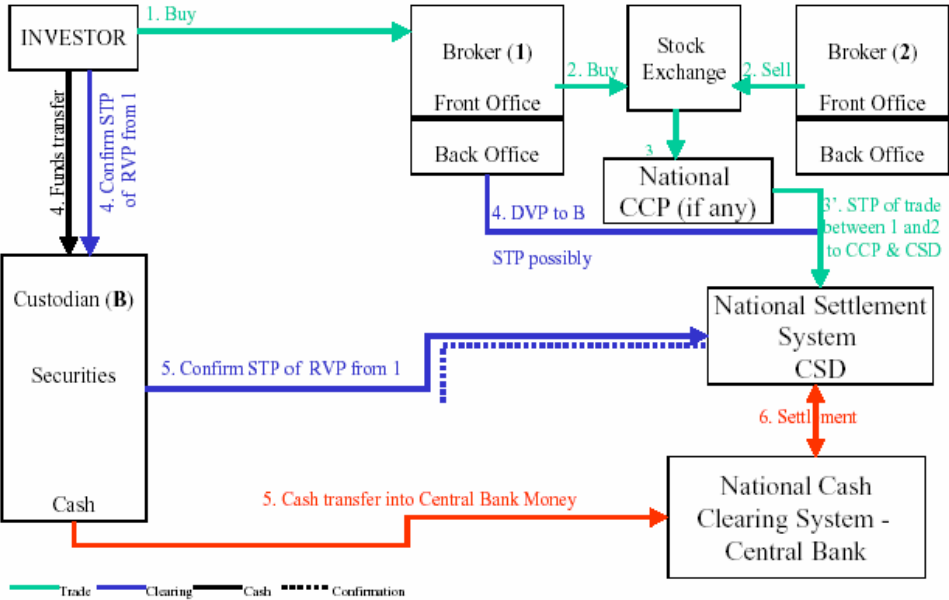 1. Buy
INVESTOR
Broker (1)
Front Office
Back Office
2. Buy
Stock
Exchange
2. Sell
Broker (2)
Front Office
Back Office
3
National
CCP (if any)
4. Funds transfer
4. Confirm STP
of RVP from 1
4. DVP to B
STP possibly
3'. STP of trade
between 1 and2
to CCP & CSD
Custodian (B)
Securities
Cash
5. Confirm STP of RVP from 1
National Settlement
System
CSD
6. Settlement
5. Cash transfer into Central Bank Money
National Cash
Clearing System -
Central Bank
Trade
Clearing
Cash
Confirmation